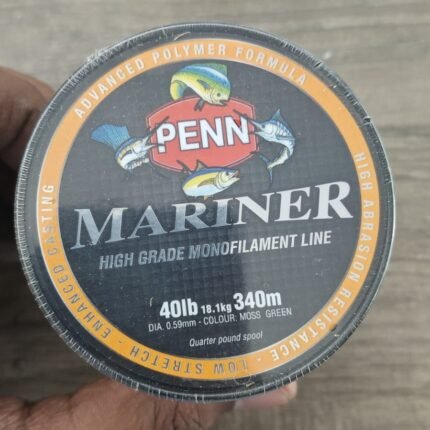 ADVANCED POLYMER FORMULA
PENN
MARINER
HIGH GRADE MONOFILAMENT LINE
40lb 18.1kg 340m
DIA. 0.59mm - COLOUR: MOSS GREEN
Quarter pound spool
HIGH ABRASION RESISTANCE - LOW STRETCH - ENHANCED CASTING